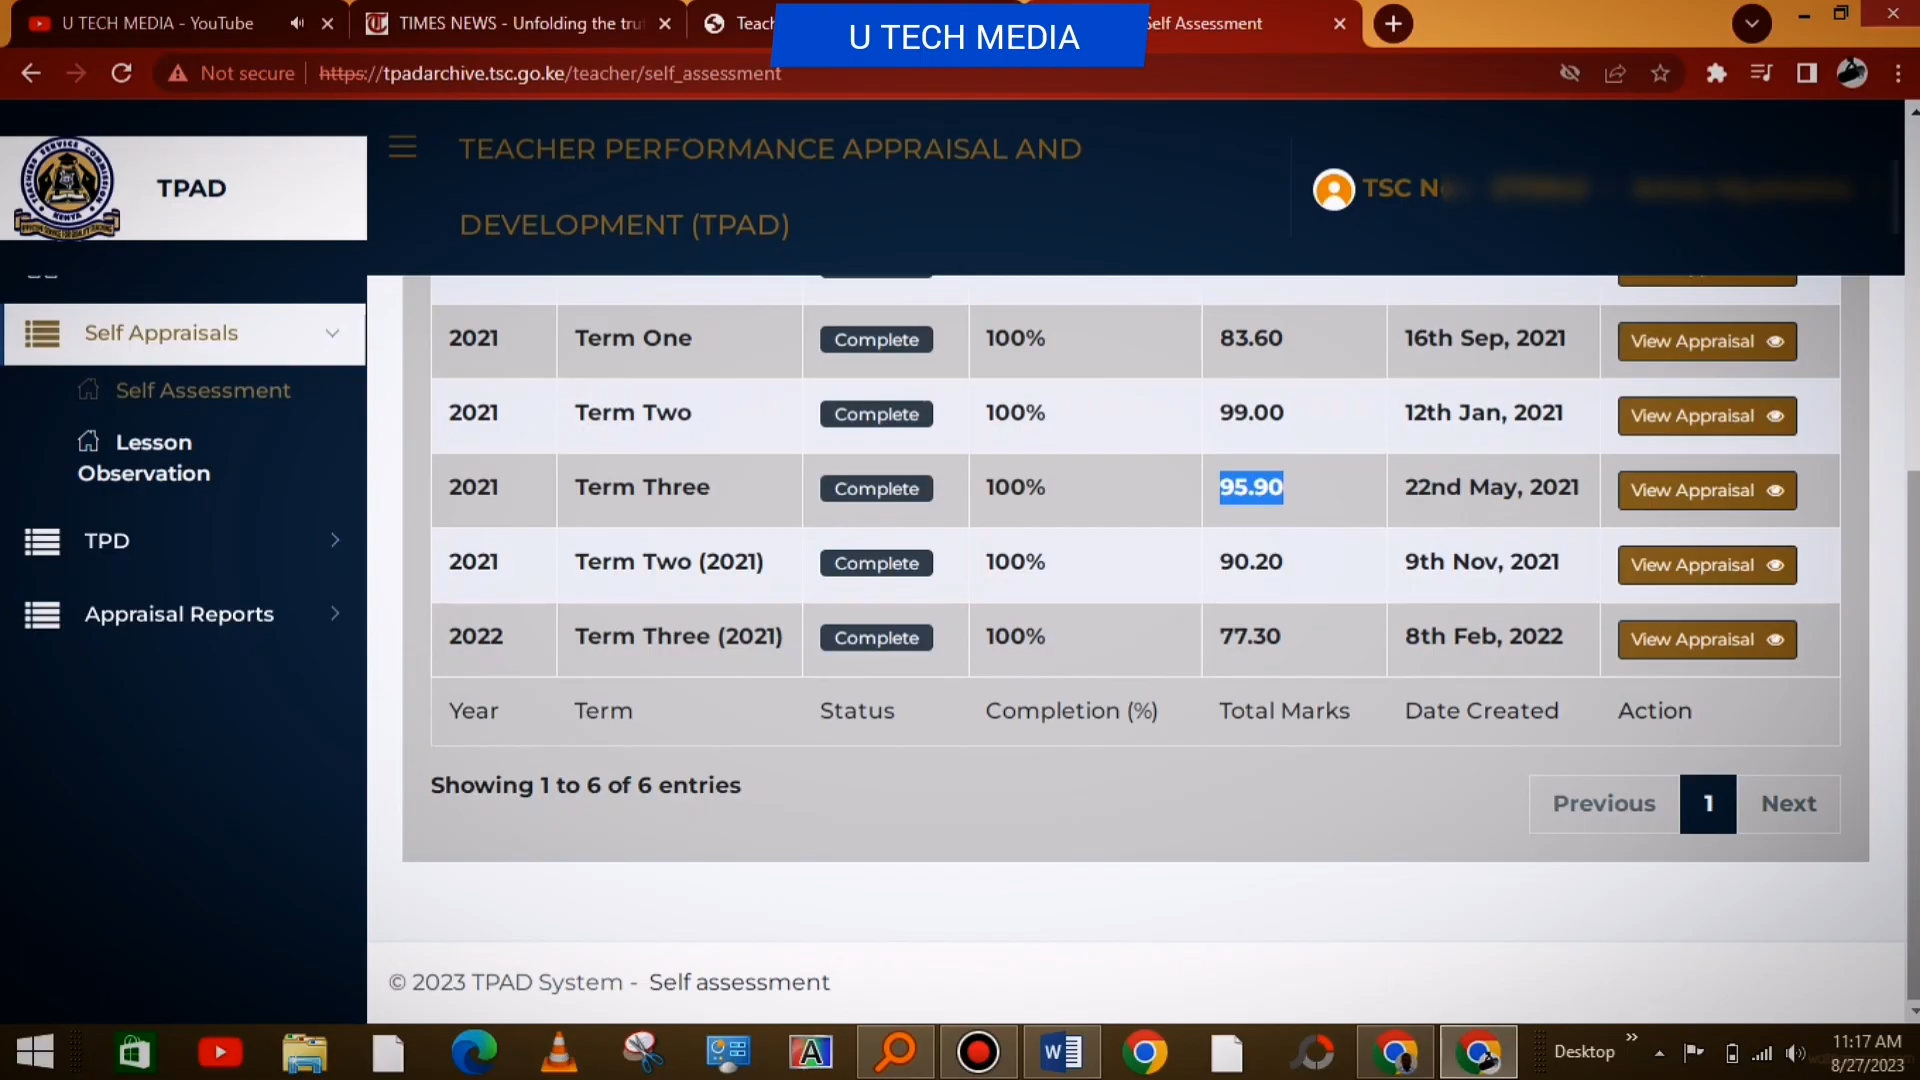 U TECH MEDIA - YouTube
TIMES NEWS - Unfolding the tru
Teach
U TECH MEDIA
Self Assessment
Not secure
https://tpadarchive.tsc.go.ke/teacher/self_assessment
TPAD
TEACHER PERFORMANCE APPRAISAL AND
DEVELOPMENT (TPAD)
TSC N
Self Appraisals
Self Assessment
Lesson
Observation
TPD
Appraisal Reports
2021 Term One Complete 100% 83.60 16th Sep, 2021 View Appraisal
2021 Term Two Complete 100% 99.00 12th Jan, 2021 View Appraisal
2021 Term Three Complete 100% 95.90 22nd May, 2021 View Appraisal
2021 Term Two (2021) Complete 100% 90.20 9th Nov, 2021 View Appraisal
2022 Term Three (2021) Complete 100% 77.30 8th Feb, 2022 View Appraisal
Year Term Status Completion (%) Total Marks Date Created Action
Showing 1 to 6 of 6 entries
Previous 1 Next
© 2023 TPAD System - Self assessment
Desktop
11:17 AM
8/27/2023